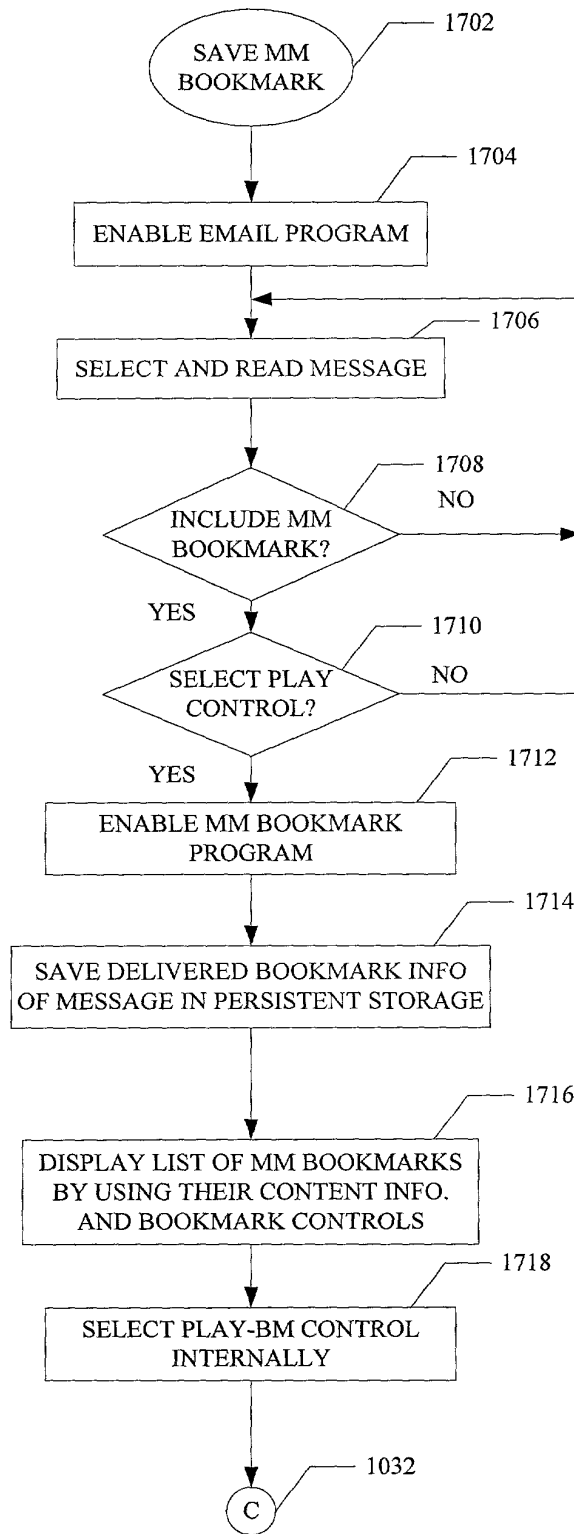 1702
SAVE MM
BOOKMARK
1704
ENABLE EMAIL PROGRAM
1706
SELECT AND READ MESSAGE
1708
NO
INCLUDE MM
BOOKMARK?
YES
1710
NO
SELECT PLAY
CONTROL?
YES
1712
ENABLE MM BOOKMARK
PROGRAM
1714
SAVE DELIVERED BOOKMARK INFO
OF MESSAGE IN PERSISTENT STORAGE
1716
DISPLAY LIST OF MM BOOKMARKS
BY USING THEIR CONTENT INFO.
AND BOOKMARK CONTROLS
1718
SELECT PLAY-BM CONTROL
INTERNALLY
1032
C